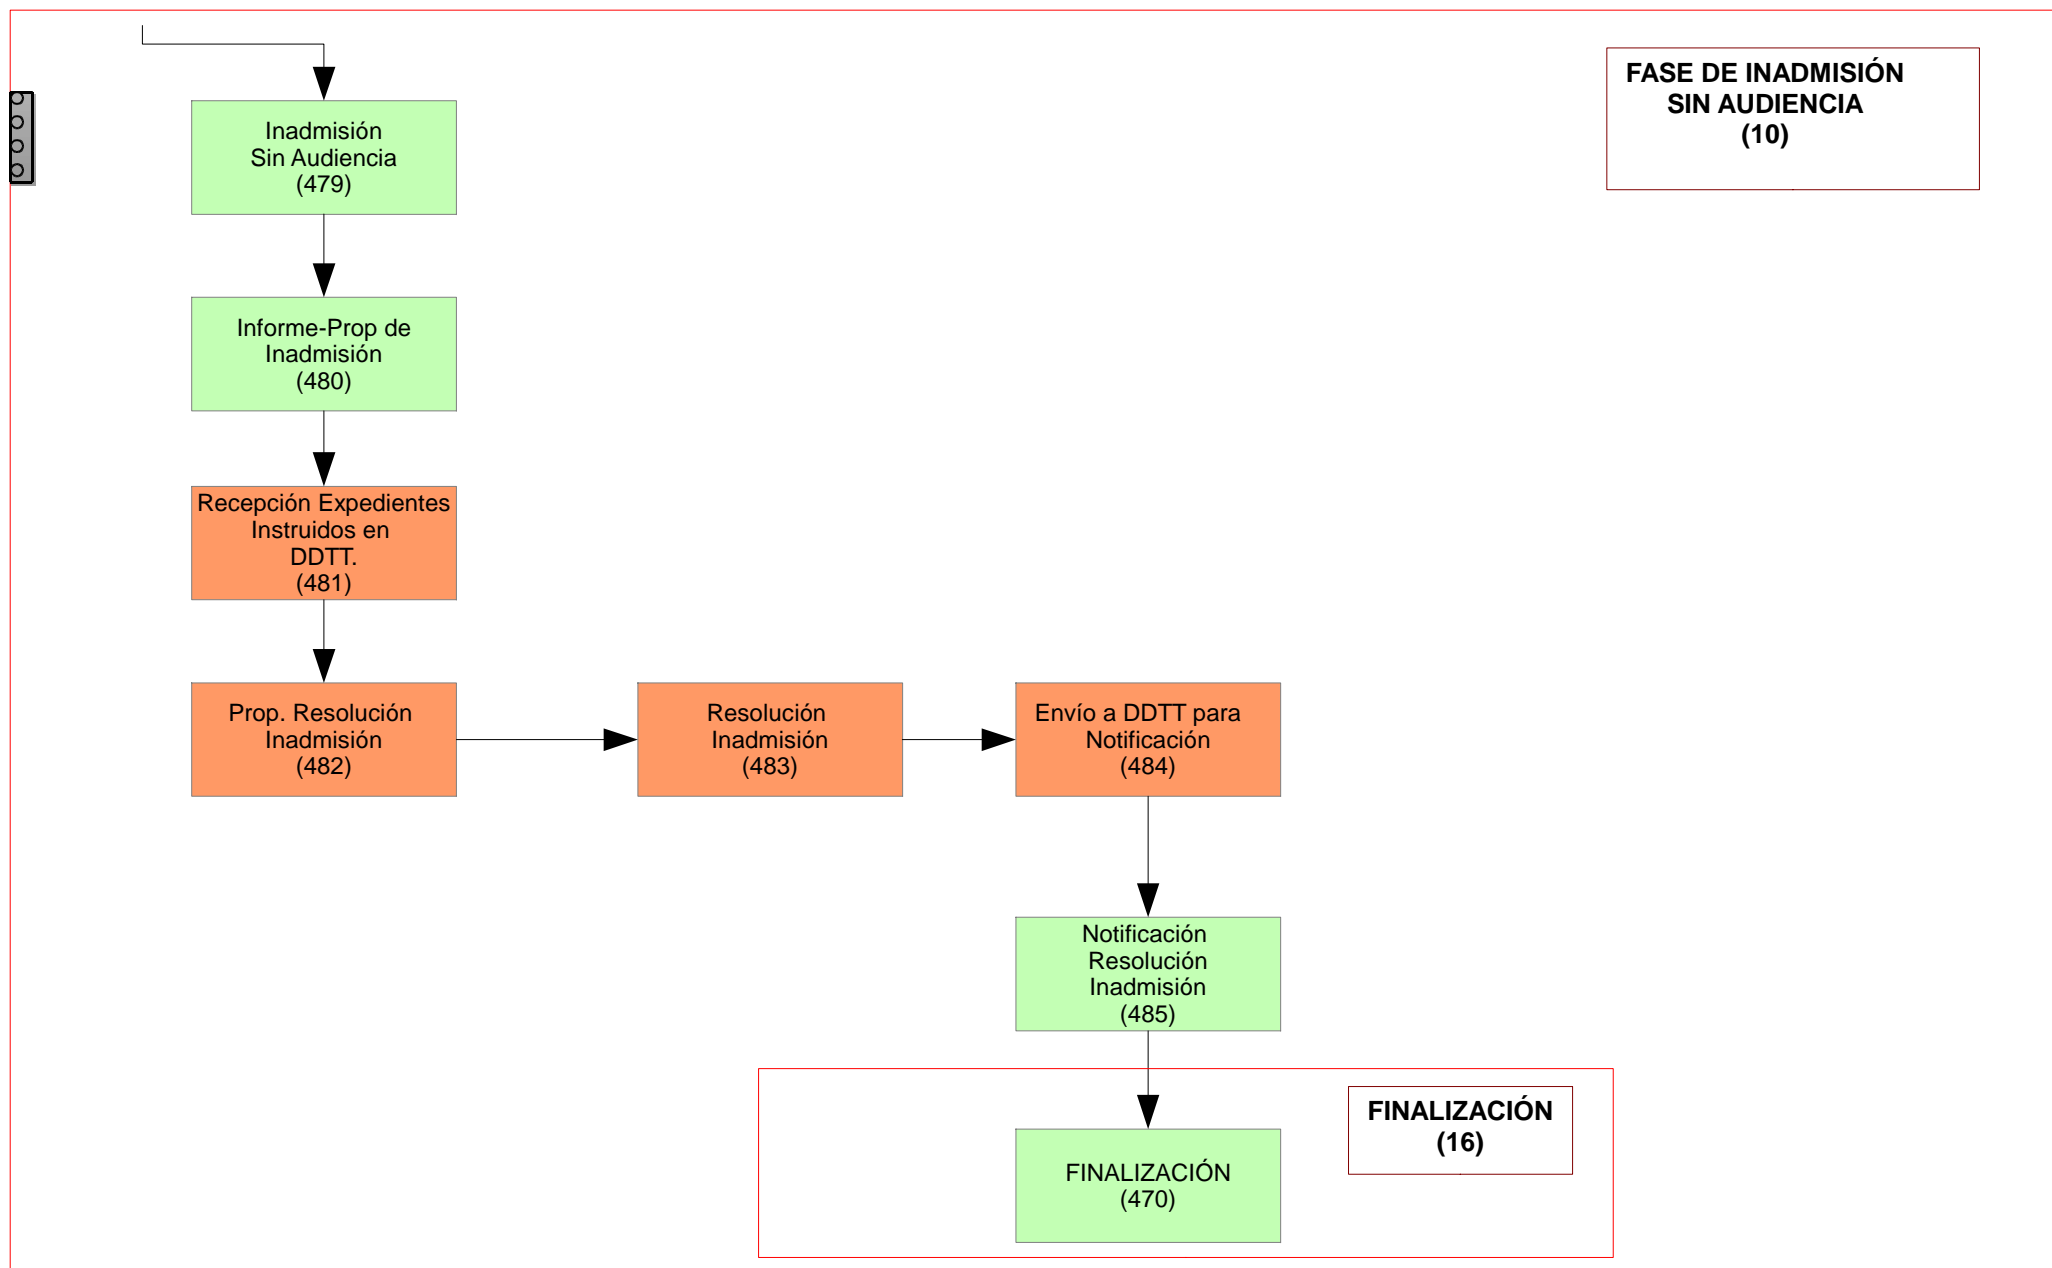 FASE DE INADMISIÓN
SIN AUDIENCIA
(10)
Inadmisión
Sin Audiencia
(479)
Informe-Prop de
Inadmisión
(480)
Recepción Expedientes
Instruidos en
DDTT.
(481)
Prop. Resolución
Inadmisión
(482)
Resolución
Inadmisión
(483)
Envío a DDTT para
Notificación
(484)
Notificación
Resolución
Inadmisión
(485)
FINALIZACIÓN
(16)
FINALIZACIÓN
(470)